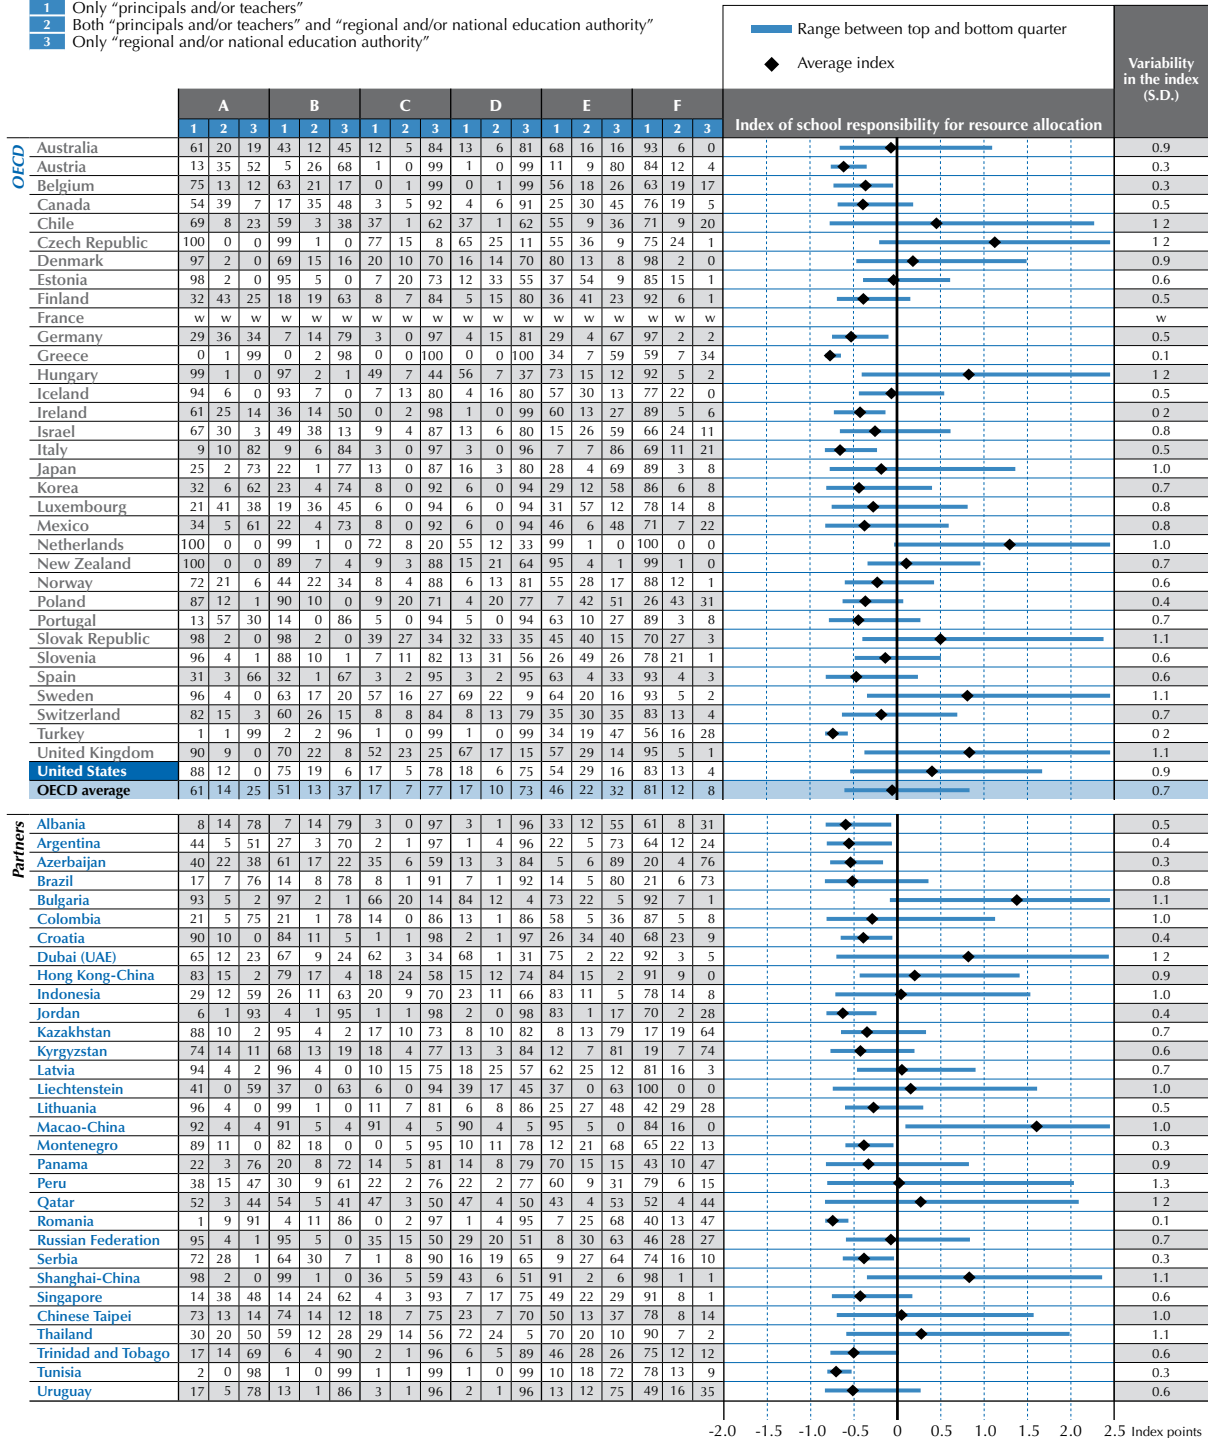 1 Only “principals and/or teachers”
2 Both “principals and/or teachers” and “regional and/or national education authority”
3 Only “regional and/or national education authority”
Range between top and bottom quarter
Average index
Variability in the index (S.D.)
A B C D E F
1 2 3 1 2 3 1 2 3 1 2 3 1 2 3 1 2 3 Index of school responsibility for resource allocation
OECD
Australia 61 20 19 43 12 45 12 5 84 13 6 81 68 16 16 93 6 0 0.9
Austria 13 35 52 5 26 68 1 0 99 1 0 99 11 9 80 84 12 4 0.3
Belgium 75 13 12 63 21 17 0 1 99 0 1 99 56 18 26 63 19 17 0.3
Canada 54 39 7 17 35 48 3 5 92 4 6 91 25 30 45 76 19 5 0.5
Chile 69 8 23 59 3 38 37 1 62 37 1 62 55 9 36 71 9 20 1 2
Czech Republic 100 0 0 99 1 0 77 15 8 65 25 11 55 36 9 75 24 1 1 2
Denmark 97 2 0 69 15 16 20 10 70 16 14 70 80 13 8 98 2 0 0.9
Estonia 98 2 0 95 5 0 7 20 73 12 33 55 37 54 9 85 15 1 0.6
Finland 32 43 25 18 19 63 8 7 84 5 15 80 36 41 23 92 6 1 0.5
France w w w w w w w w w w w w w w w w w w w
Germany 29 36 34 7 14 79 3 0 97 4 15 81 29 4 67 97 2 2 0.5
Greece 0 1 99 0 2 98 0 0 100 0 0 100 34 7 59 59 7 34 0.1
Hungary 99 1 0 97 2 1 49 7 44 56 7 37 73 15 12 92 5 2 1 2
Iceland 94 6 0 93 7 0 7 13 80 4 16 80 57 30 13 77 22 0 0.5
Ireland 61 25 14 36 14 50 0 2 98 1 0 99 60 13 27 89 5 6 0 2
Israel 67 30 3 49 38 13 9 4 87 13 6 80 15 26 59 66 24 11 0.8
Italy 9 10 82 9 6 84 3 0 97 3 0 96 7 7 86 69 11 21 0.5
Japan 25 2 73 22 1 77 13 0 87 16 3 80 28 4 69 89 3 8 1.0
Korea 32 6 62 23 4 74 8 0 92 6 0 94 29 12 58 86 6 8 0.7
Luxembourg 21 41 38 19 36 45 6 0 94 6 0 94 31 57 12 78 14 8 0.8
Mexico 34 5 61 22 4 73 8 0 92 6 0 94 46 6 48 71 7 22 0.8
Netherlands 100 0 0 99 1 0 72 8 20 55 12 33 99 1 0 100 0 0 1.0
New Zealand 100 0 0 89 7 4 9 3 88 15 21 64 95 4 1 99 1 0 0.7
Norway 72 21 6 44 22 34 8 4 88 6 13 81 55 28 17 88 12 1 0.6
Poland 87 12 1 90 10 0 9 20 71 4 20 77 7 42 51 26 43 31 0.4
Portugal 13 57 30 14 0 86 5 0 94 5 0 94 63 10 27 89 3 8 0.7
Slovak Republic 98 2 0 98 2 0 39 27 34 32 33 35 45 40 15 70 27 3 1.1
Slovenia 96 4 1 88 10 1 7 11 82 13 31 56 26 49 26 78 21 1 0.6
Spain 31 3 66 32 1 67 3 2 95 3 2 95 63 4 33 93 4 3 0.6
Sweden 96 4 0 63 17 20 57 16 27 69 22 9 64 20 16 93 5 2 1.1
Switzerland 82 15 3 60 26 15 8 8 84 8 13 79 35 30 35 83 13 4 0.7
Turkey 1 1 99 2 2 96 1 0 99 1 0 99 34 19 47 56 16 28 0 2
United Kingdom 90 9 0 70 22 8 52 23 25 67 17 15 57 29 14 95 5 1 1.1
United States 88 12 0 75 19 6 17 5 78 18 6 75 54 29 16 83 13 4 0.9
OECD average 61 14 25 51 13 37 17 7 77 17 10 73 46 22 32 81 12 8 0.7
Partners
Albania 8 14 78 7 14 79 3 0 97 3 1 96 33 12 55 61 8 31 0.5
Argentina 44 5 51 27 3 70 2 1 97 1 4 96 22 5 73 64 12 24 0.4
Azerbaijan 40 22 38 61 17 22 35 6 59 13 3 84 5 6 89 20 4 76 0.3
Brazil 17 7 76 14 8 78 8 1 91 7 1 92 14 5 80 21 6 73 0.8
Bulgaria 93 5 2 97 2 1 66 20 14 84 12 4 73 22 5 92 7 1 1.1
Colombia 21 5 75 21 1 78 14 0 86 13 1 86 58 5 36 87 5 8 1.0
Croatia 90 10 0 84 11 5 1 1 98 2 1 97 26 34 40 68 23 9 0.4
Dubai (UAE) 65 12 23 67 9 24 62 3 34 68 1 31 75 2 22 92 3 5 1 2
Hong Kong-China 83 15 2 79 17 4 18 24 58 15 12 74 84 15 2 91 9 0 0.9
Indonesia 29 12 59 26 11 63 20 9 70 23 11 66 83 11 5 78 14 8 1.0
Jordan 6 1 93 4 1 95 1 1 98 2 0 98 83 1 17 70 2 28 0.4
Kazakhstan 88 10 2 95 4 2 17 10 73 8 10 82 8 13 79 17 19 64 0.7
Kyrgyzstan 74 14 11 68 13 19 18 4 77 13 3 84 12 7 81 19 7 74 0.6
Latvia 94 4 2 96 4 0 10 15 75 18 25 57 62 25 12 81 16 3 0.7
Liechtenstein 41 0 59 37 0 63 6 0 94 39 17 45 37 0 63 100 0 0 1.0
Lithuania 96 4 0 99 1 0 11 7 81 6 8 86 25 27 48 42 29 28 0.5
Macao-China 92 4 4 91 5 4 91 4 5 90 4 5 95 5 0 84 16 0 1.0
Montenegro 89 11 0 82 18 0 0 5 95 10 11 78 12 21 68 65 22 13 0.3
Panama 22 3 76 20 8 72 14 5 81 14 8 79 70 15 15 43 10 47 0.9
Peru 38 15 47 30 9 61 22 2 76 22 2 77 60 9 31 79 6 15 1.3
Qatar 52 3 44 54 5 41 47 3 50 47 4 50 43 4 53 52 4 44 1 2
Romania 1 9 91 4 11 86 0 2 97 1 4 95 7 25 68 40 13 47 0.1
Russian Federation 95 4 1 95 5 0 35 15 50 29 20 51 8 30 63 46 28 27 0.7
Serbia 72 28 1 64 30 7 1 8 90 16 19 65 9 27 64 74 16 10 0.3
Shanghai-China 98 2 0 99 1 0 36 5 59 43 6 51 91 2 6 98 1 1 1.1
Singapore 14 38 48 14 24 62 4 3 93 7 17 75 49 22 29 91 8 1 0.6
Chinese Taipei 73 13 14 74 14 12 18 7 75 23 7 70 50 13 37 78 8 14 1.0
Thailand 30 20 50 59 12 28 29 14 56 72 24 5 70 20 10 90 7 2 1.1
Trinidad and Tobago 17 14 69 6 4 90 2 1 96 6 5 89 46 28 26 75 12 12 0.6
Tunisia 2 0 98 1 0 99 1 1 99 1 0 99 10 18 72 78 13 9 0.3
Uruguay 17 5 78 13 1 86 3 1 96 2 1 96 13 12 75 49 16 35 0.6
-2.0 -1.5 -1.0 -0.5 0 0.5 1.0 1.5 2.0 2.5 Index points